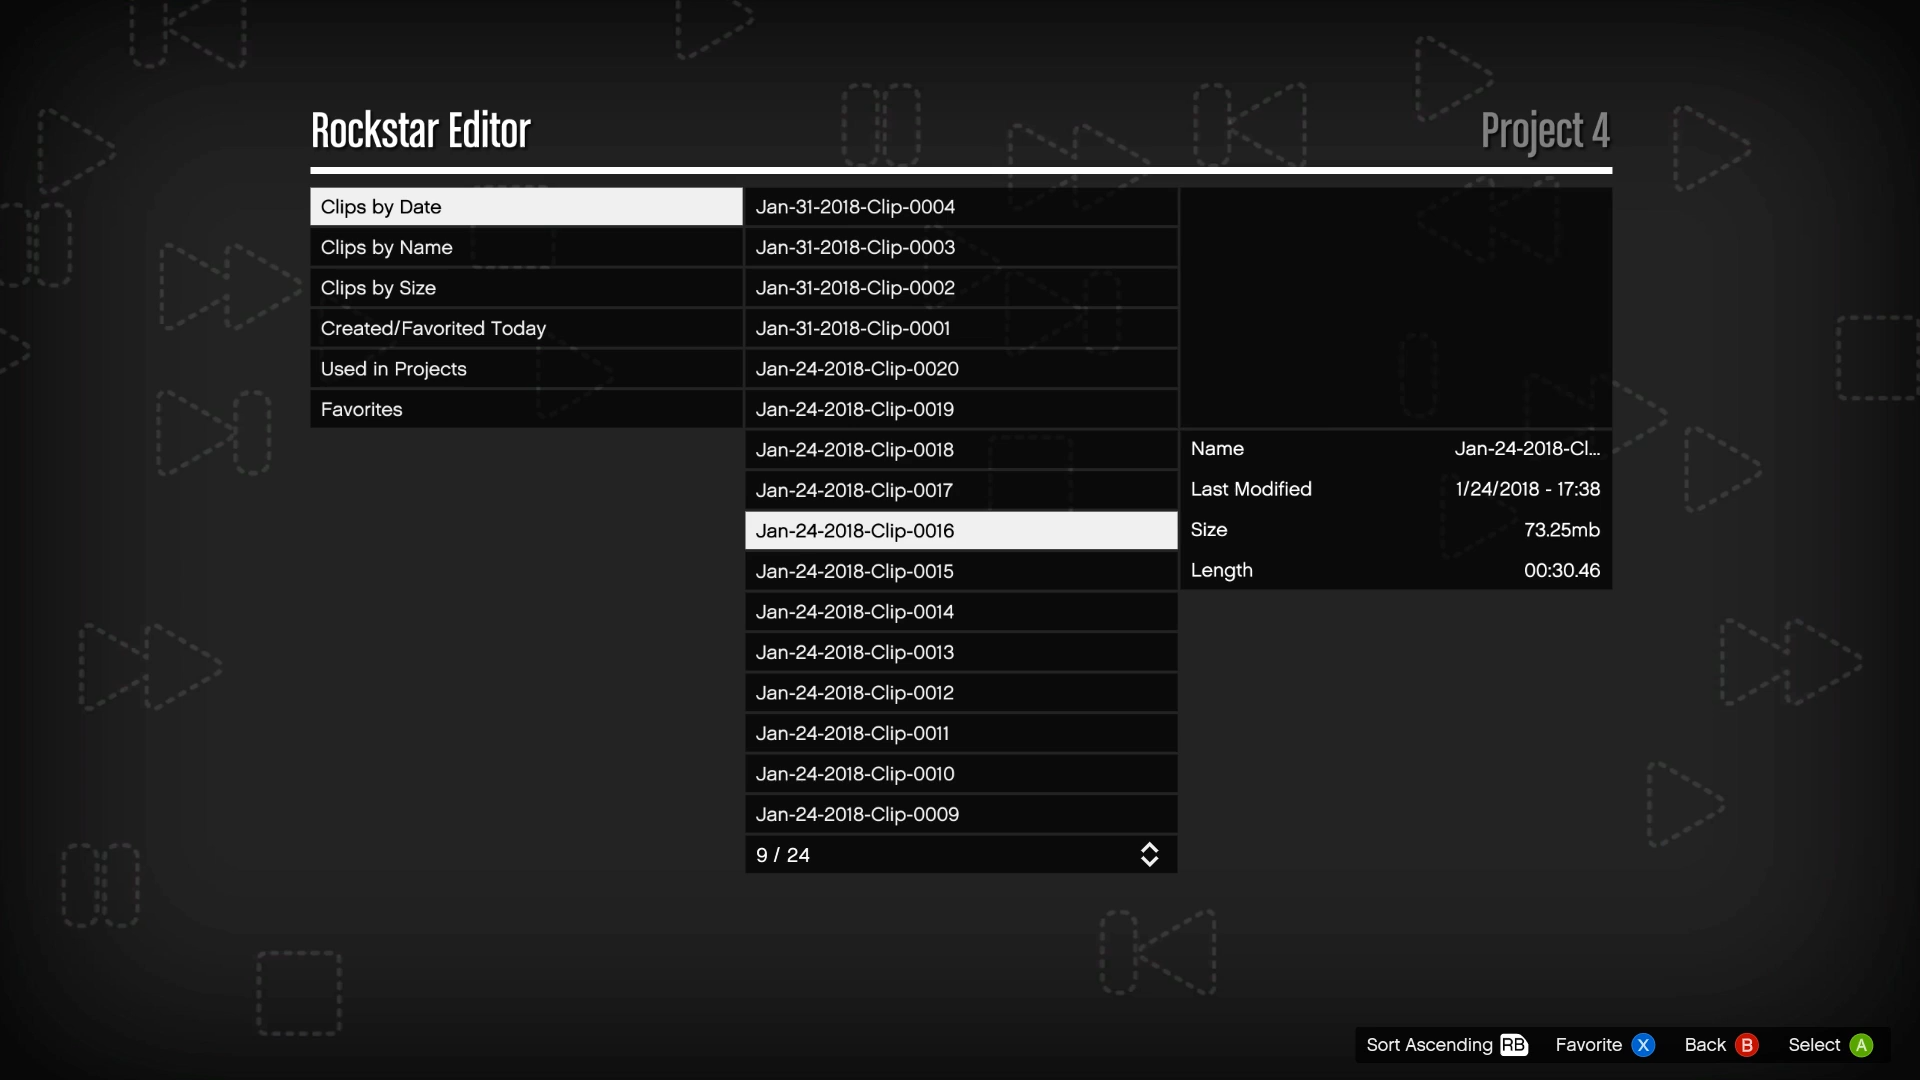 Rockstar Editor
Project 4
Clips by Date
Clips by Name
Clips by Size
Created/Favorited Today
Used in Projects
Favorites
Jan-31-2018-Clip-0004
Jan-31-2018-Clip-0003
Jan-31-2018-Clip-0002
Jan-31-2018-Clip-0001
Jan-24-2018-Clip-0020
Jan-24-2018-Clip-0019
Jan-24-2018-Clip-0018
Jan-24-2018-Clip-0017
Jan-24-2018-Clip-0016
Jan-24-2018-Clip-0015
Jan-24-2018-Clip-0014
Jan-24-2018-Clip-0013
Jan-24-2018-Clip-0012
Jan-24-2018-Clip-0011
Jan-24-2018-Clip-0010
Jan-24-2018-Clip-0009
9 / 24
Name Jan-24-2018-Cl...
Last Modified 1/24/2018 - 17:38
Size 73.25mb
Length 00:30.46
Sort Ascending RB Favorite X Back B Select A